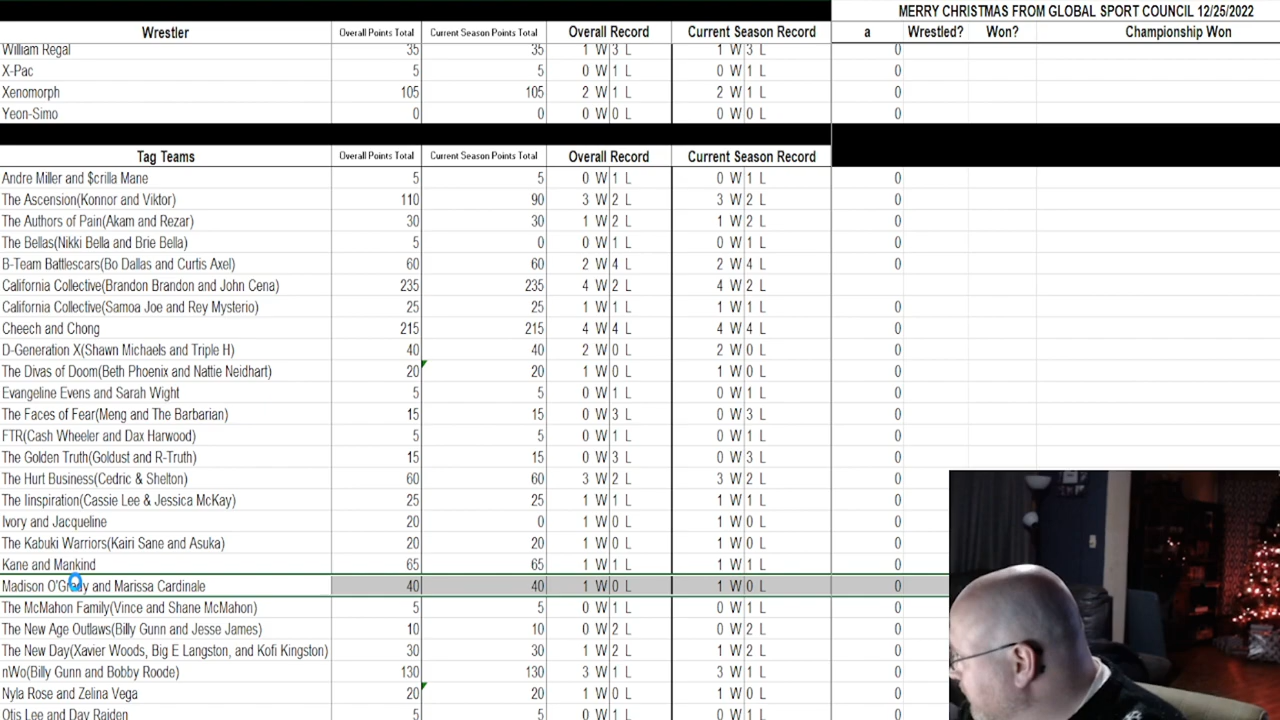 MERRY CHRISTMAS FROM GLOBAL SPORT COUNCIL 12/25/2022
Wrestler Overall Points Total Current Season Points Total Overall Record Current Season Record a Wrestled? Won? Championship Won
William Regal 35 35 1 W 3 L 1 W 3 L 0
X-Pac 5 5 0 W 1 L 0 W 1 L 0
Xenomorph 105 105 2 W 1 L 2 W 1 L 0
Yeon-Simo 0 0 0 W 0 L 0 W 0 L 0
Tag Teams Overall Points Total Current Season Points Total Overall Record Current Season Record
Andre Miller and $crilla Mane 5 5 0 W 1 L 0 W 1 L 0
The Ascension(Konnor and Viktor) 110 90 3 W 2 L 3 W 2 L 0
The Authors of Pain(Akam and Rezar) 30 30 1 W 2 L 1 W 2 L 0
The Bellas(Nikki Bella and Brie Bella) 5 0 0 W 1 L 0 W 1 L 0
B-Team Battlescars(Bo Dallas and Curtis Axel) 60 60 2 W 4 L 2 W 4 L 0
California Collective(Brandon Brandon and John Cena) 235 235 4 W 2 L 4 W 2 L
California Collective(Samoa Joe and Rey Mysterio) 25 25 1 W 1 L 1 W 1 L 0
Cheech and Chong 215 215 4 W 4 L 4 W 4 L 0
D-Generation X(Shawn Michaels and Triple H) 40 40 2 W 0 L 2 W 0 L 0
The Divas of Doom(Beth Phoenix and Nattie Neidhart) 20 20 1 W 0 L 1 W 0 L 0
Evangeline Evens and Sarah Wight 5 5 0 W 1 L 0 W 1 L 0
The Faces of Fear(Meng and The Barbarian) 15 15 0 W 3 L 0 W 3 L 0
FTR(Cash Wheeler and Dax Harwood) 5 5 0 W 1 L 0 W 1 L 0
The Golden Truth(Goldust and R-Truth) 15 15 0 W 3 L 0 W 3 L 0
The Hurt Business(Cedric & Shelton) 60 60 3 W 2 L 3 W 2 L 0
The Iinspiration(Cassie Lee & Jessica McKay) 25 25 1 W 1 L 1 W 1 L 0
Ivory and Jacqueline 20 0 1 W 0 L 1 W 0 L 0
The Kabuki Warriors(Kairi Sane and Asuka) 20 20 1 W 0 L 1 W 0 L 0
Kane and Mankind 65 65 1 W 1 L 1 W 1 L 0
Madison O'Grady and Marissa Cardinale 40 40 1 W 0 L 1 W 0 L 0
The McMahon Family(Vince and Shane McMahon) 5 5 0 W 1 L 0 W 1 L 0
The New Age Outlaws(Billy Gunn and Jesse James) 10 10 0 W 2 L 0 W 2 L 0
The New Day(Xavier Woods, Big E Langston, and Kofi Kingston) 30 30 1 W 2 L 1 W 2 L 0
nWo(Billy Gunn and Bobby Roode) 130 130 3 W 1 L 3 W 1 L 0
Nyla Rose and Zelina Vega 20 20 1 W 0 L 1 W 0 L 0
Otis Lee and Day Raiden 5 5 0 W 1 L 0 W 1 L 0